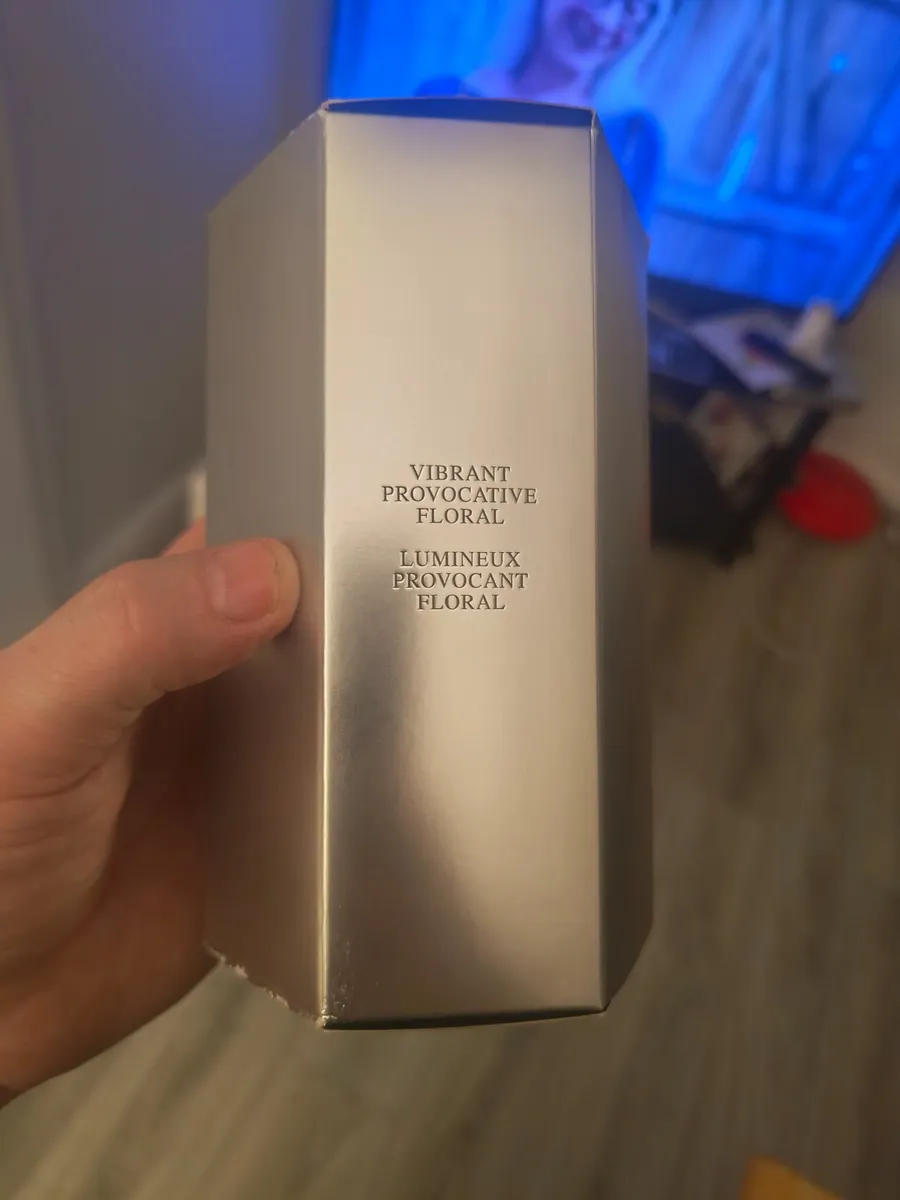 VIBRANT
PROVOCATIVE
FLORAL
LUMINEUX
PROVOCANT
FLORAL